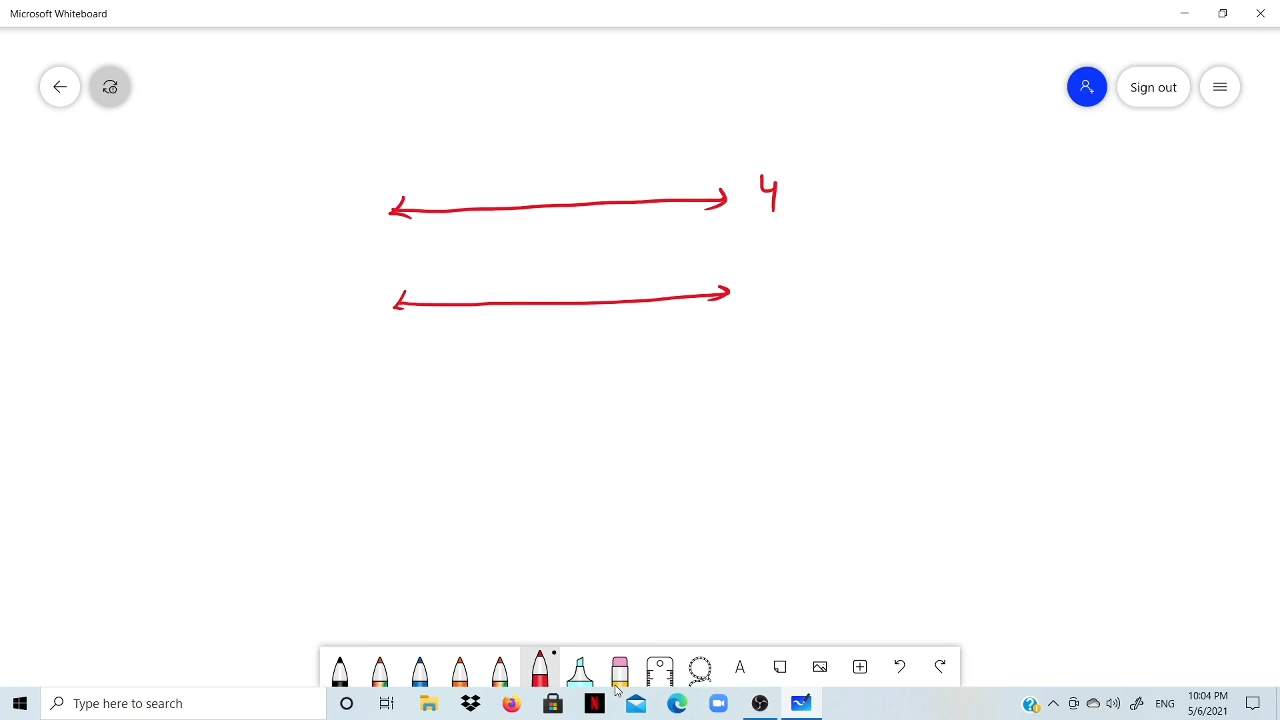 Microsoft Whiteboard
Sign out
4
A
Type here to search
ENG
10:04 PM
5/6/2021